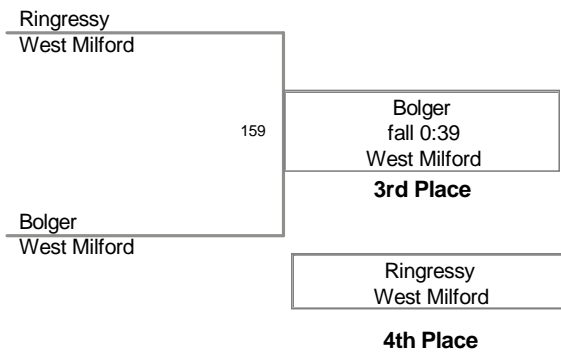 Ringressy
West Milford
159
Bolger
fall 0:39
West Milford
3rd Place
Bolger
West Milford
Ringressy
West Milford
4th Place